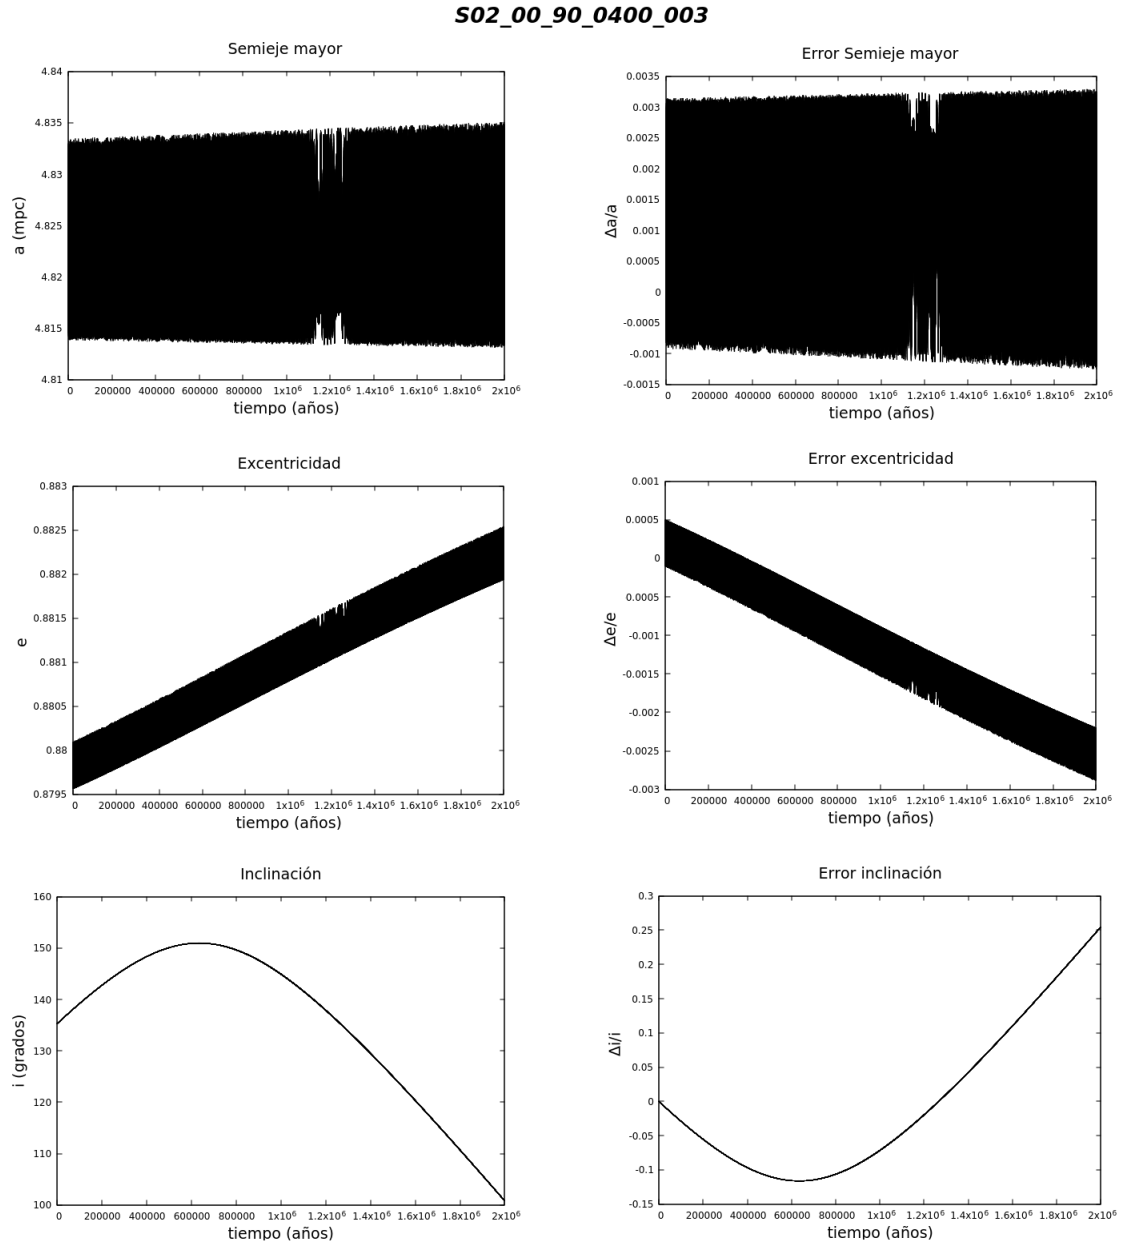 S02_00_90_0400_003
Semieje mayor
4.84
4.835
4.83
4.825
4.82
4.815
4.81
a (mpc)
0 200000 400000 600000 800000 1x10⁶ 1.2x10⁶ 1.4x10⁶ 1.6x10⁶ 1.8x10⁶ 2x10⁶
tiempo (años)
Error Semieje mayor
0.0035
0.003
0.0025
0.002
0.0015
0.001
0.0005
0
-0.0005
-0.001
-0.0015
Δa/a
0 200000 400000 600000 800000 1x10⁶ 1.2x10⁶ 1.4x10⁶ 1.6x10⁶ 1.8x10⁶ 2x10⁶
tiempo (años)
Excentricidad
0.883
0.8825
0.882
0.8815
0.881
0.8805
0.88
0.8795
e
0 200000 400000 600000 800000 1x10⁶ 1.2x10⁶ 1.4x10⁶ 1.6x10⁶ 1.8x10⁶ 2x10⁶
tiempo (años)
Error excentricidad
0.001
0.0005
0
0.0005
-0.001
0.0015
-0.002
0.0025
-0.003
Δe/e
0 200000 400000 600000 800000 1x10⁶ 1.2x10⁶ 1.4x10⁶ 1.6x10⁶ 1.8x10⁶ 2x10⁶
tiempo (años)
Inclinación
160
150
140
130
120
110
100
i (grados)
0 200000 400000 600000 800000 1x10⁶ 1.2x10⁶ 1.4x10⁶ 1.6x10⁶ 1.8x10⁶ 2x10⁶
tiempo (años)
Error inclinación
0.3
0.25
0.2
0.15
0.1
0.05
0
-0.05
-0.1
-0.15
Δi/i
0 200000 400000 600000 800000 1x10⁶ 1.2x10⁶ 1.4x10⁶ 1.6x10⁶ 1.8x10⁶ 2x10⁶
tiempo (años)